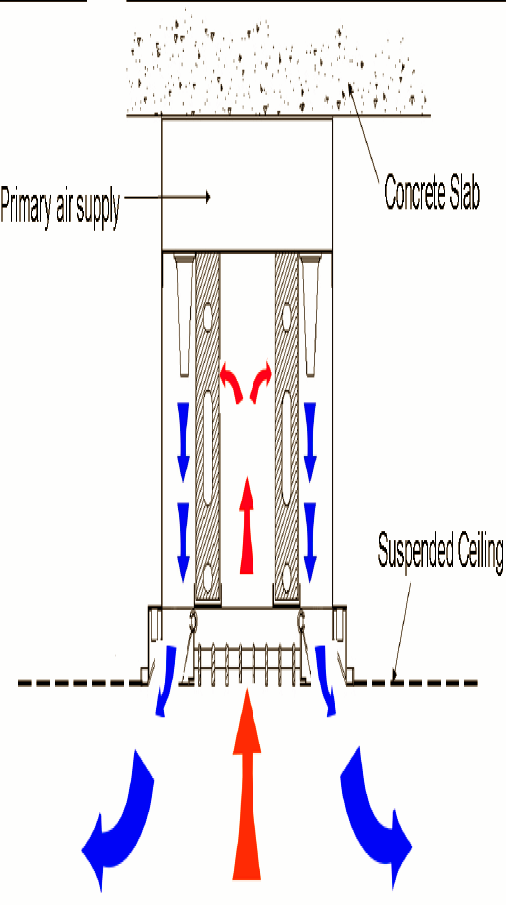 Primary air supply
Concrete Slab
Suspended Ceiling